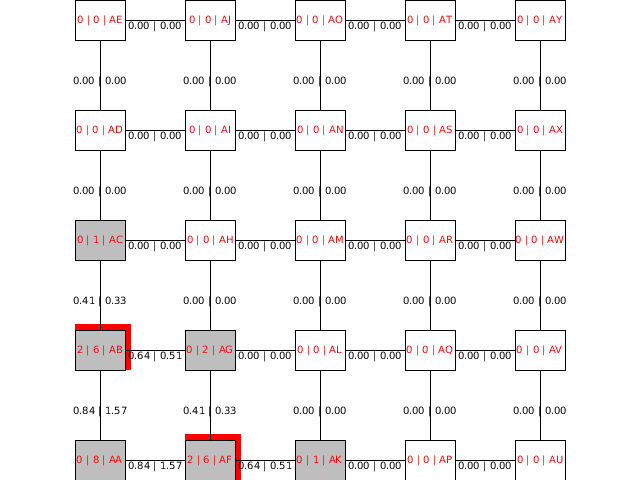 0 | 0 | AE 0.00 | 0.00 0 | 0 | AJ 0.00 | 0.00 0 | 0 | AO 0.00 | 0.00 0 | 0 | AT 0.00 | 0.00 0 | 0 | AY
0.00 | 0.00 0.00 | 0.00 0.00 | 0.00 0.00 | 0.00 0.00 | 0.00
0 | 0 | AD 0.00 | 0.00 0 | 0 | AI 0.00 | 0.00 0 | 0 | AN 0.00 | 0.00 0 | 0 | AS 0.00 | 0.00 0 | 0 | AX
0.00 | 0.00 0.00 | 0.00 0.00 | 0.00 0.00 | 0.00 0.00 | 0.00
0 | 1 | AC 0.00 | 0.00 0 | 0 | AH 0.00 | 0.00 0 | 0 | AM 0.00 | 0.00 0 | 0 | AR 0.00 | 0.00 0 | 0 | AW
0.41 | 0.33 0.00 | 0.00 0.00 | 0.00 0.00 | 0.00 0.00 | 0.00
2 | 6 | AB 0.64 | 0.51 0 | 2 | AG 0.00 | 0.00 0 | 0 | AL 0.00 | 0.00 0 | 0 | AQ 0.00 | 0.00 0 | 0 | AV
0.84 | 1.57 0.41 | 0.33 0.00 | 0.00 0.00 | 0.00 0.00 | 0.00
0 | 8 | AA 0.84 | 1.57 2 | 6 | AF 0.64 | 0.51 0 | 1 | AK 0.00 | 0.00 0 | 0 | AP 0.00 | 0.00 0 | 0 | AU